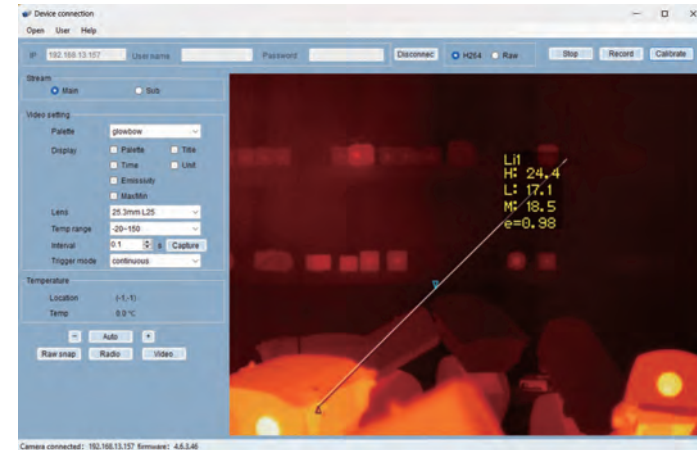 Device connection
Open User Help
IP 192.168.13.157 Username Password Disconnec H264 Raw Stop Record Calibrate
Stream
Main Sub
Video setting
Palette glowbow
Display Palette Title
Time Unit
Emissivity
MaxMin
Lens 25.3mm L25
Temp range -20~150
Interval 0.1 s Capture
Trigger mode continuous
Temperature
Location (-1,-1)
Temp 0.0 ℃
- Auto +
Raw snap Radio Video
Li1
H: 24.4
L: 17.1
M: 18.5
e=0.98
Camera connected: 192.168.13.157 firmware: 4.6.3.46